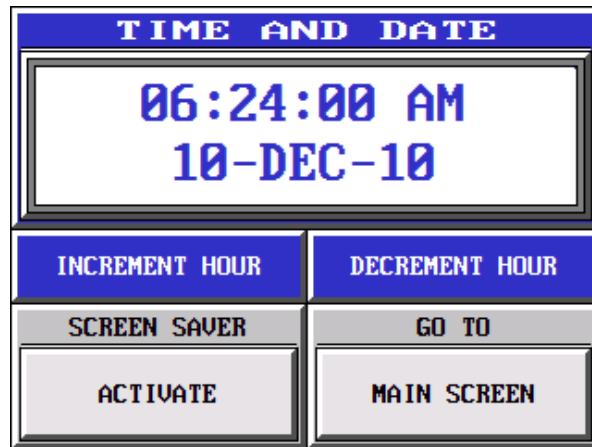 TIME AND DATE
06:24:00 AM
10-DEC-10
INCREMENT HOUR
DECREMENT HOUR
SCREEN SAVER
GO TO
ACTIVATE
MAIN SCREEN